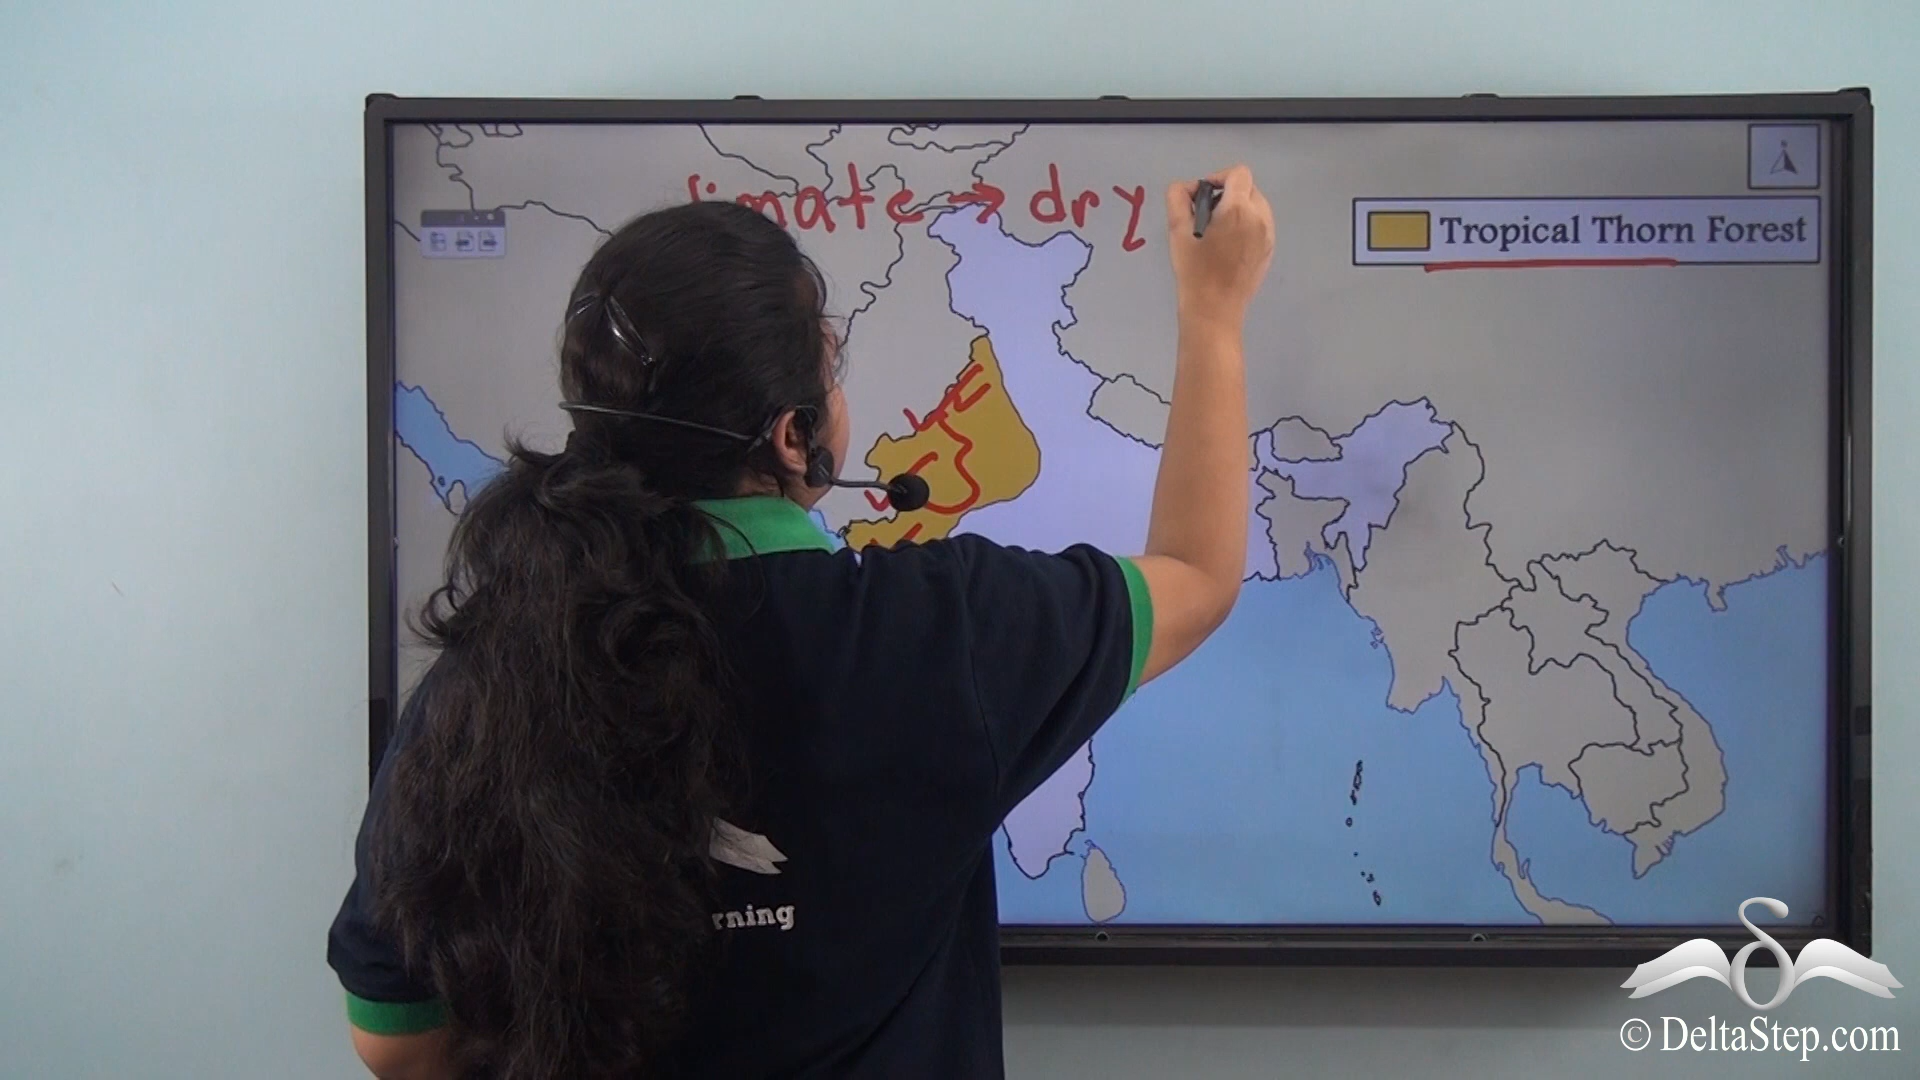 limate → dry
Tropical Thorn Forest
rning
© DeltaStep.com